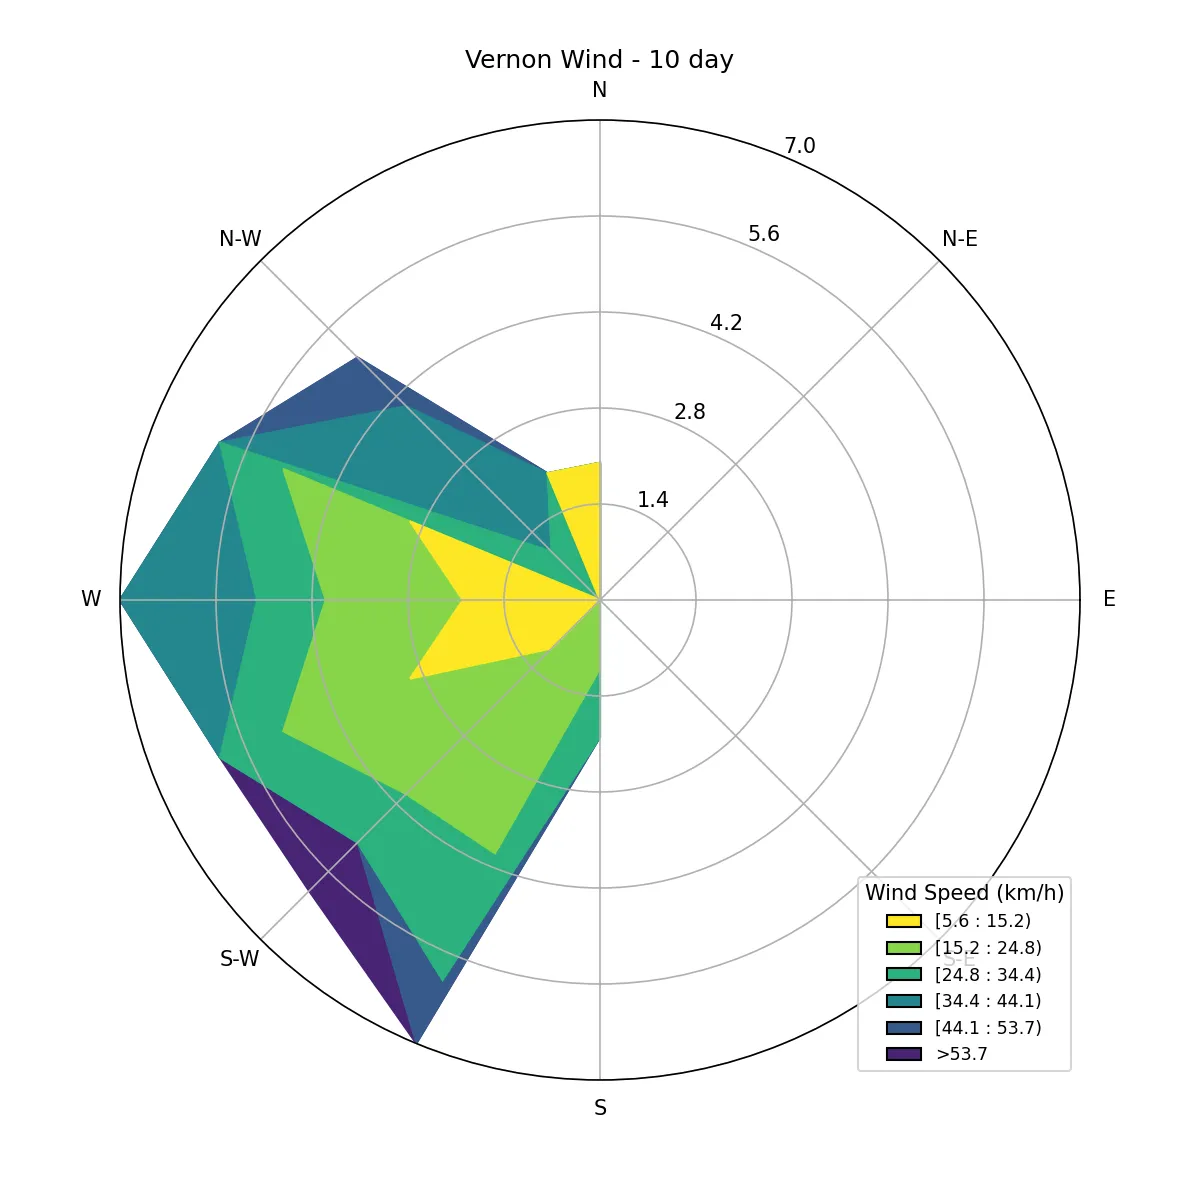 Vernon Wind - 10 day
N
7.0
N-W
5.6
N-E
4.2
2.8
1.4
W
E
S-W
S-E
S
Wind Speed (km/h)
[5.6 : 15.2)
[15.2 : 24.8)
[24.8 : 34.4)
[34.4 : 44.1)
[44.1 : 53.7)
>53.7